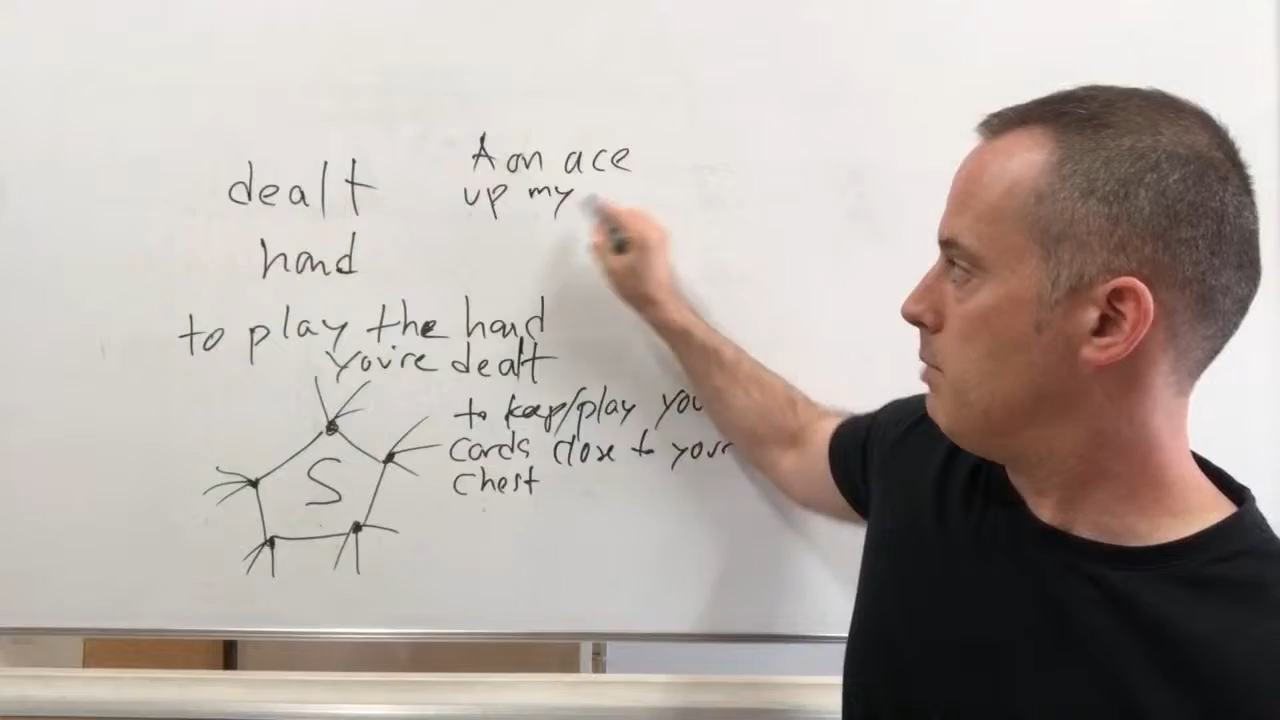 dealt
hand
to play the hand
you're dealt
S
A an ace
up my
to keep/play you
cards close to your
chest